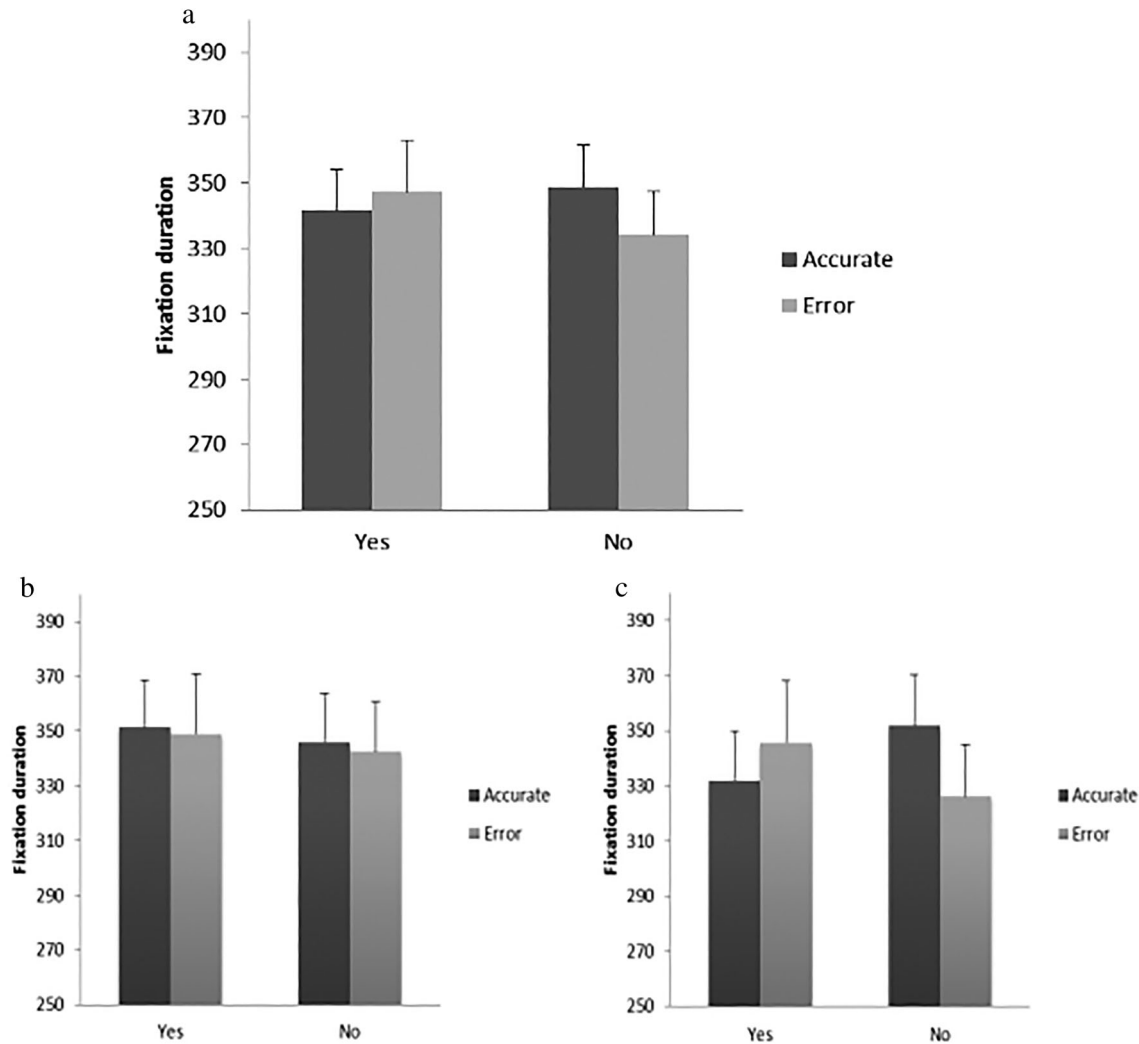 a
390
370
350
330
310
290
270
250
Fixation duration
Accurate
Error
Yes No
b
390
370
350
330
310
290
270
250
Fixation duration
Accurate
Error
Yes No
c
390
370
350
330
310
290
270
250
Fixation duration
Accurate
Error
Yes No